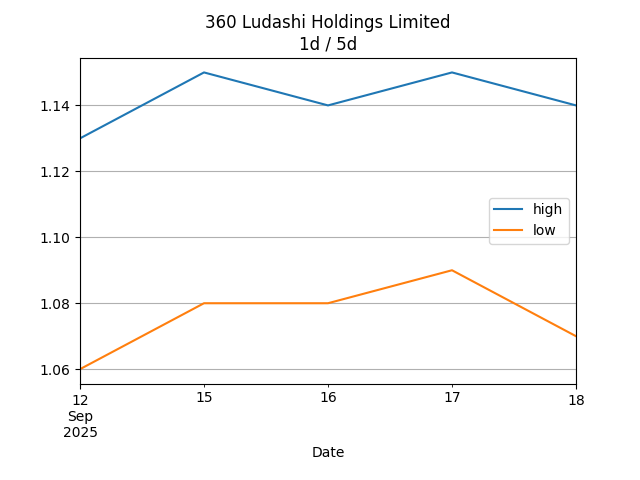 360 Ludashi Holdings Limited
1d / 5d
1.14
1.12
1.10
1.08
1.06
high
low
12 15 16 17 18
Sep
2025
Date